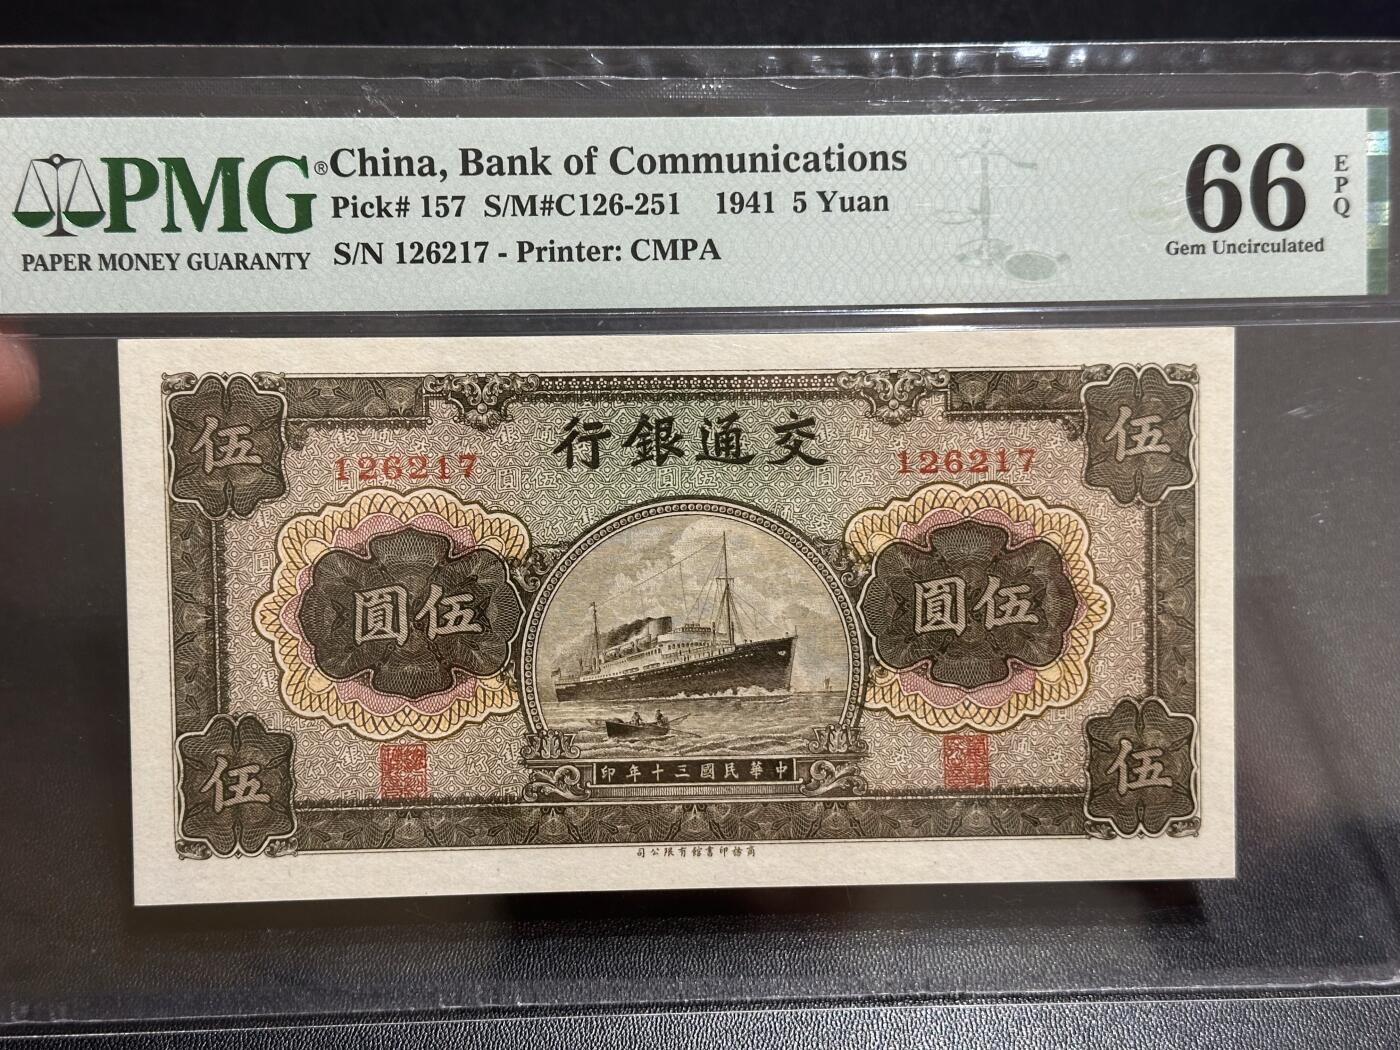 PMG®
PAPER MONEY GUARANTY
China, Bank of Communications
Pick# 157 S/M#C126-251 1941 5 Yuan
S/N 126217 - Printer: CMPA
66
EPQ
Gem Uncirculated
伍
伍
行銀通交
126217
126217
圓伍
圓伍
印年十三國民華中
伍
伍
司公限有館書印務商